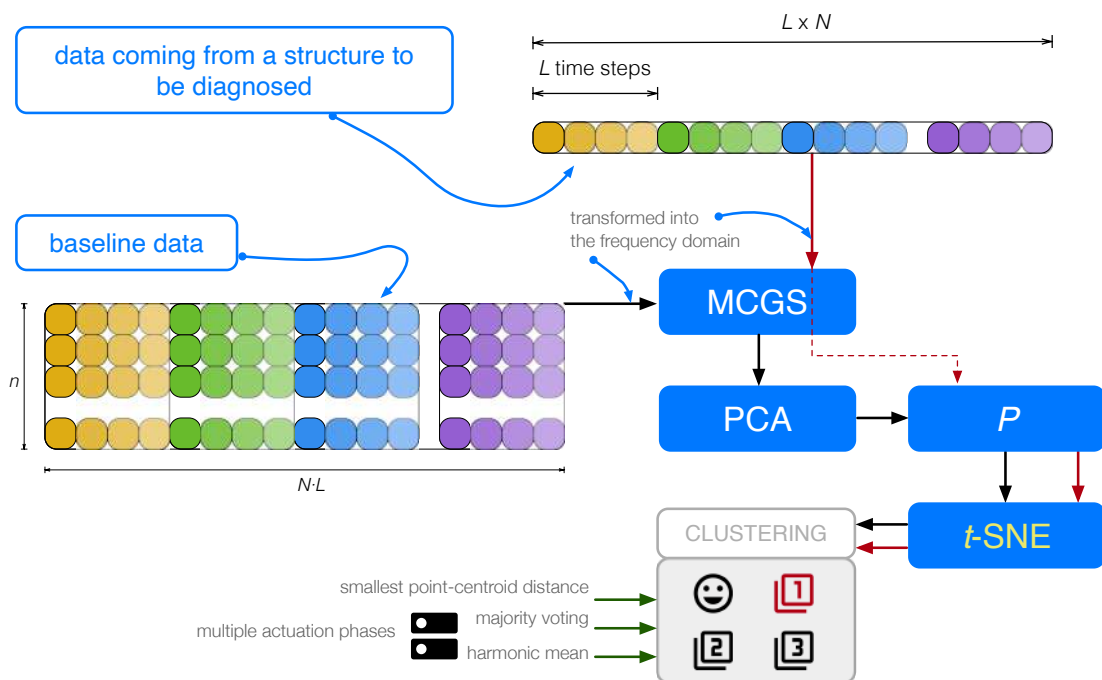 data coming from a structure to
be diagnosed
L x N
L time steps
transformed into
the frequency domain
baseline data
MCGS
n
PCA
P
N·L
CLUSTERING
t-SNE
smallest point-centroid distance
1
multiple actuation phases
majority voting
harmonic mean
2
3